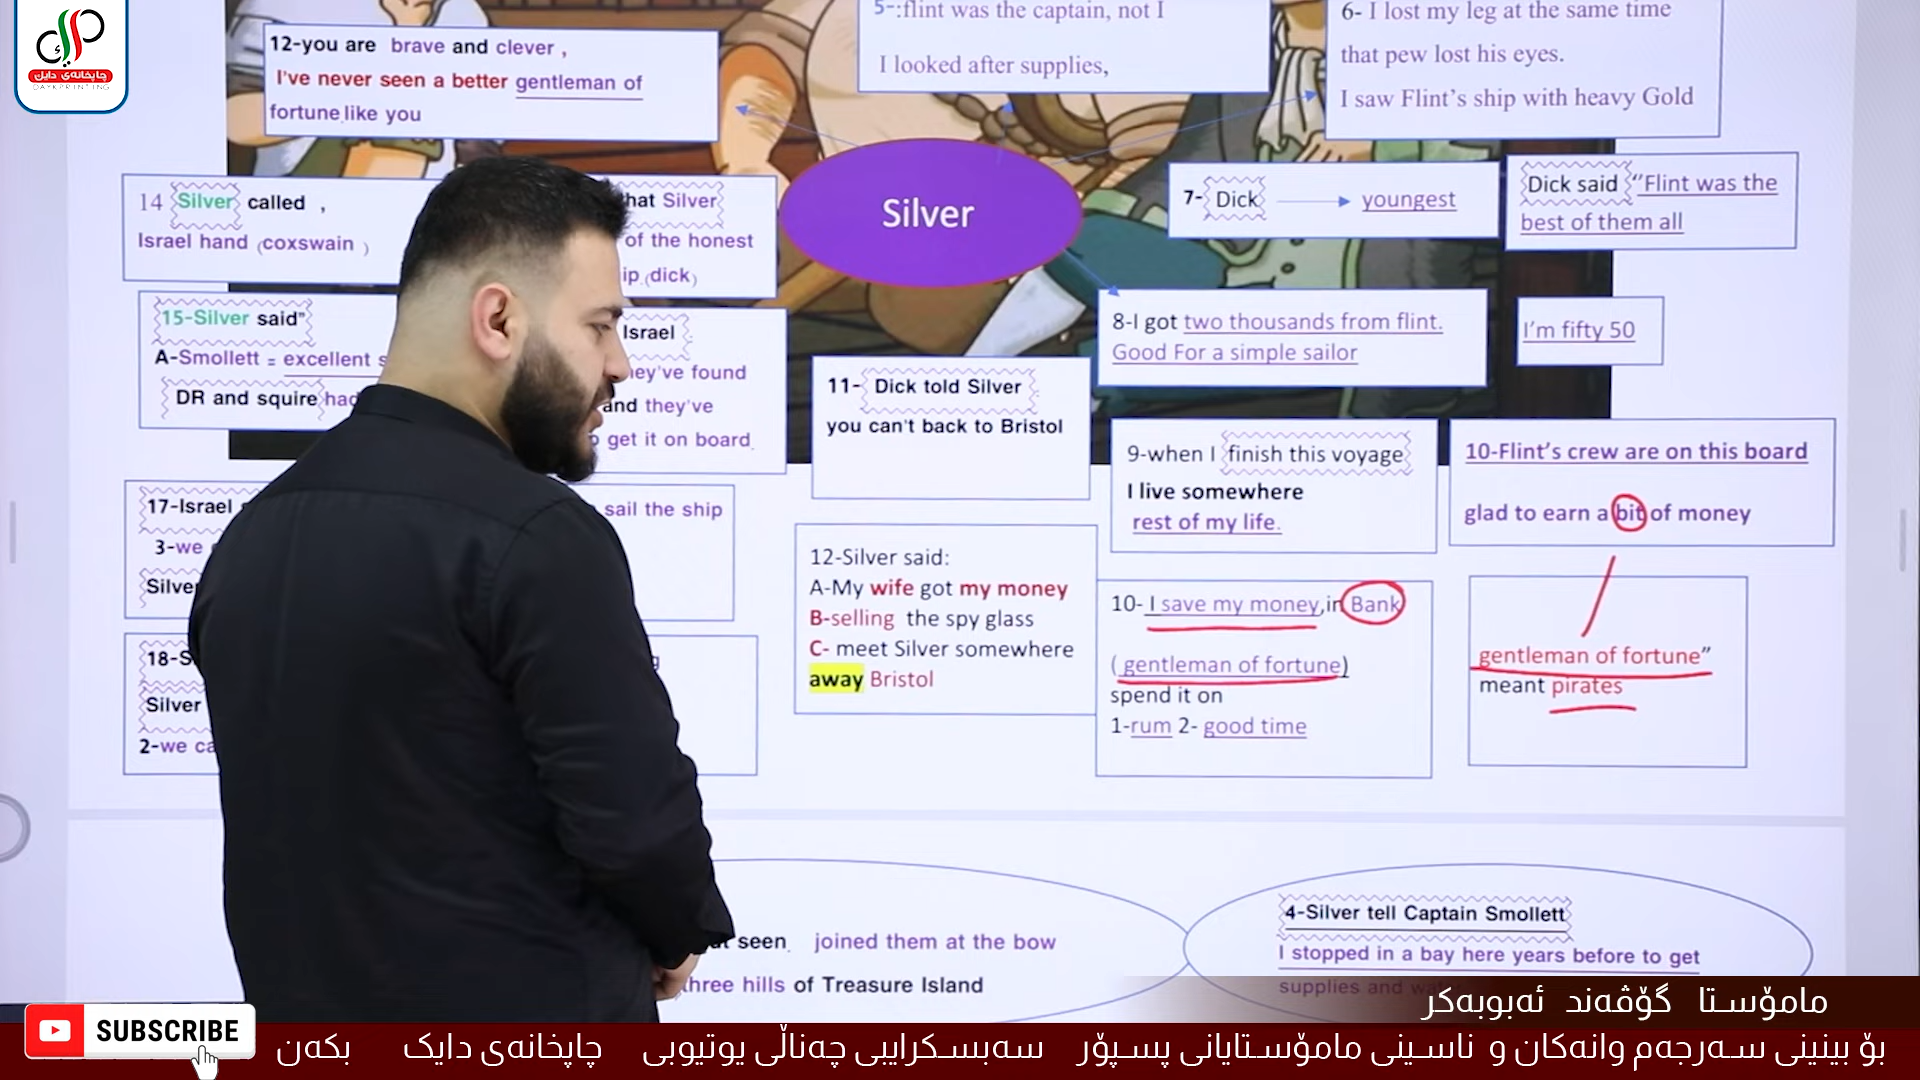 چاپخانەی دایک
DAYK PRINTING
12-you are brave and clever ,
I've never seen a better gentleman of
fortune like you
5-:flint was the captain, not I
I looked after supplies,
6- I lost my leg at the same time
that pew lost his eyes.
I saw Flint's ship with heavy Gold
14 Silver called ,
Israel hand (coxswain )
hat Silver
of the honest
ip (dick)
Silver
7- Dick
youngest
Dick said "Flint was the
best of them all
15-Silver said"
A-Smollett = excellent s
DR and squire had
Israel
hey've found
and they've
get it on board
8-I got two thousands from flint.
Good For a simple sailor
I'm fifty 50
11- Dick told Silver
you can't back to Bristol
9-when I finish this voyage
I live somewhere
rest of my life.
10-Flint's crew are on this board
glad to earn a bit of money
17-Israel
3-we
Silver
sail the ship
12-Silver said:
A-My wife got my money
B-selling the spy glass
C- meet Silver somewhere
away Bristol
10- I save my money,in Bank
( gentleman of fortune)
spend it on
1-rum 2- good time
gentleman of fortune"
meant pirates
18-S
Silver
2-we ca
seen joined them at the bow
three hills of Treasure Island
4-Silver tell Captain Smollett
I stopped in a bay here years before to get
supplies and
مامۆستا گۆڤەند ئەبوبەکر
SUBSCRIBE
بۆ بینینی سەرجەم وانەکان و ناسینی مامۆستایانی پسپۆر سەبسکرایبی چەناڵی یوتیوبی چاپخانەی دایک بکەن